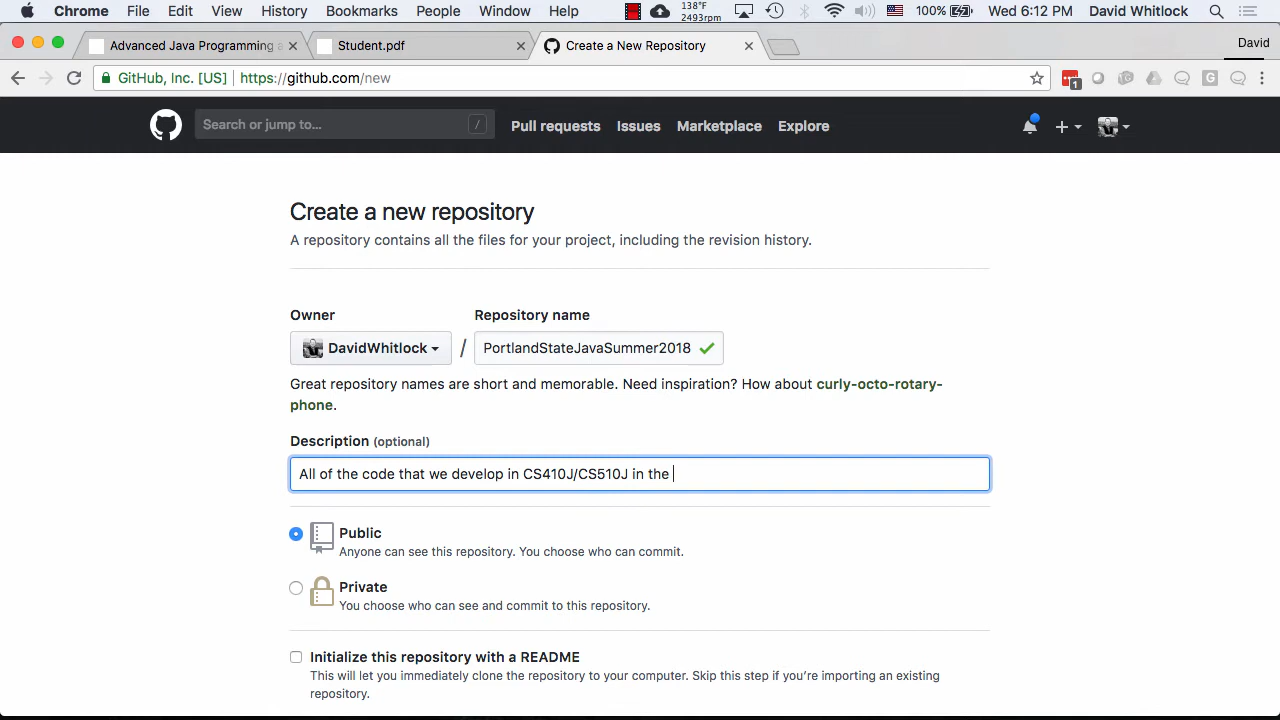 Chrome File Edit View History Bookmarks People Window Help 138°F 2493rpm 100% Wed 6:12 PM David Whitlock
Advanced Java Programming a × Student.pdf × Create a New Repository × David
GitHub, Inc. [US] | https://github.com/new 1 G
Search or jump to... / Pull requests Issues Marketplace Explore
Create a new repository
A repository contains all the files for your project, including the revision history.
Owner Repository name
DavidWhitlock / PortlandStateJavaSummer2018
Great repository names are short and memorable. Need inspiration? How about curly-octo-rotary-
phone.
Description (optional)
All of the code that we develop in CS410J/CS510J in the
Public
Anyone can see this repository. You choose who can commit.
Private
You choose who can see and commit to this repository.
Initialize this repository with a README
This will let you immediately clone the repository to your computer. Skip this step if you're importing an existing
repository.